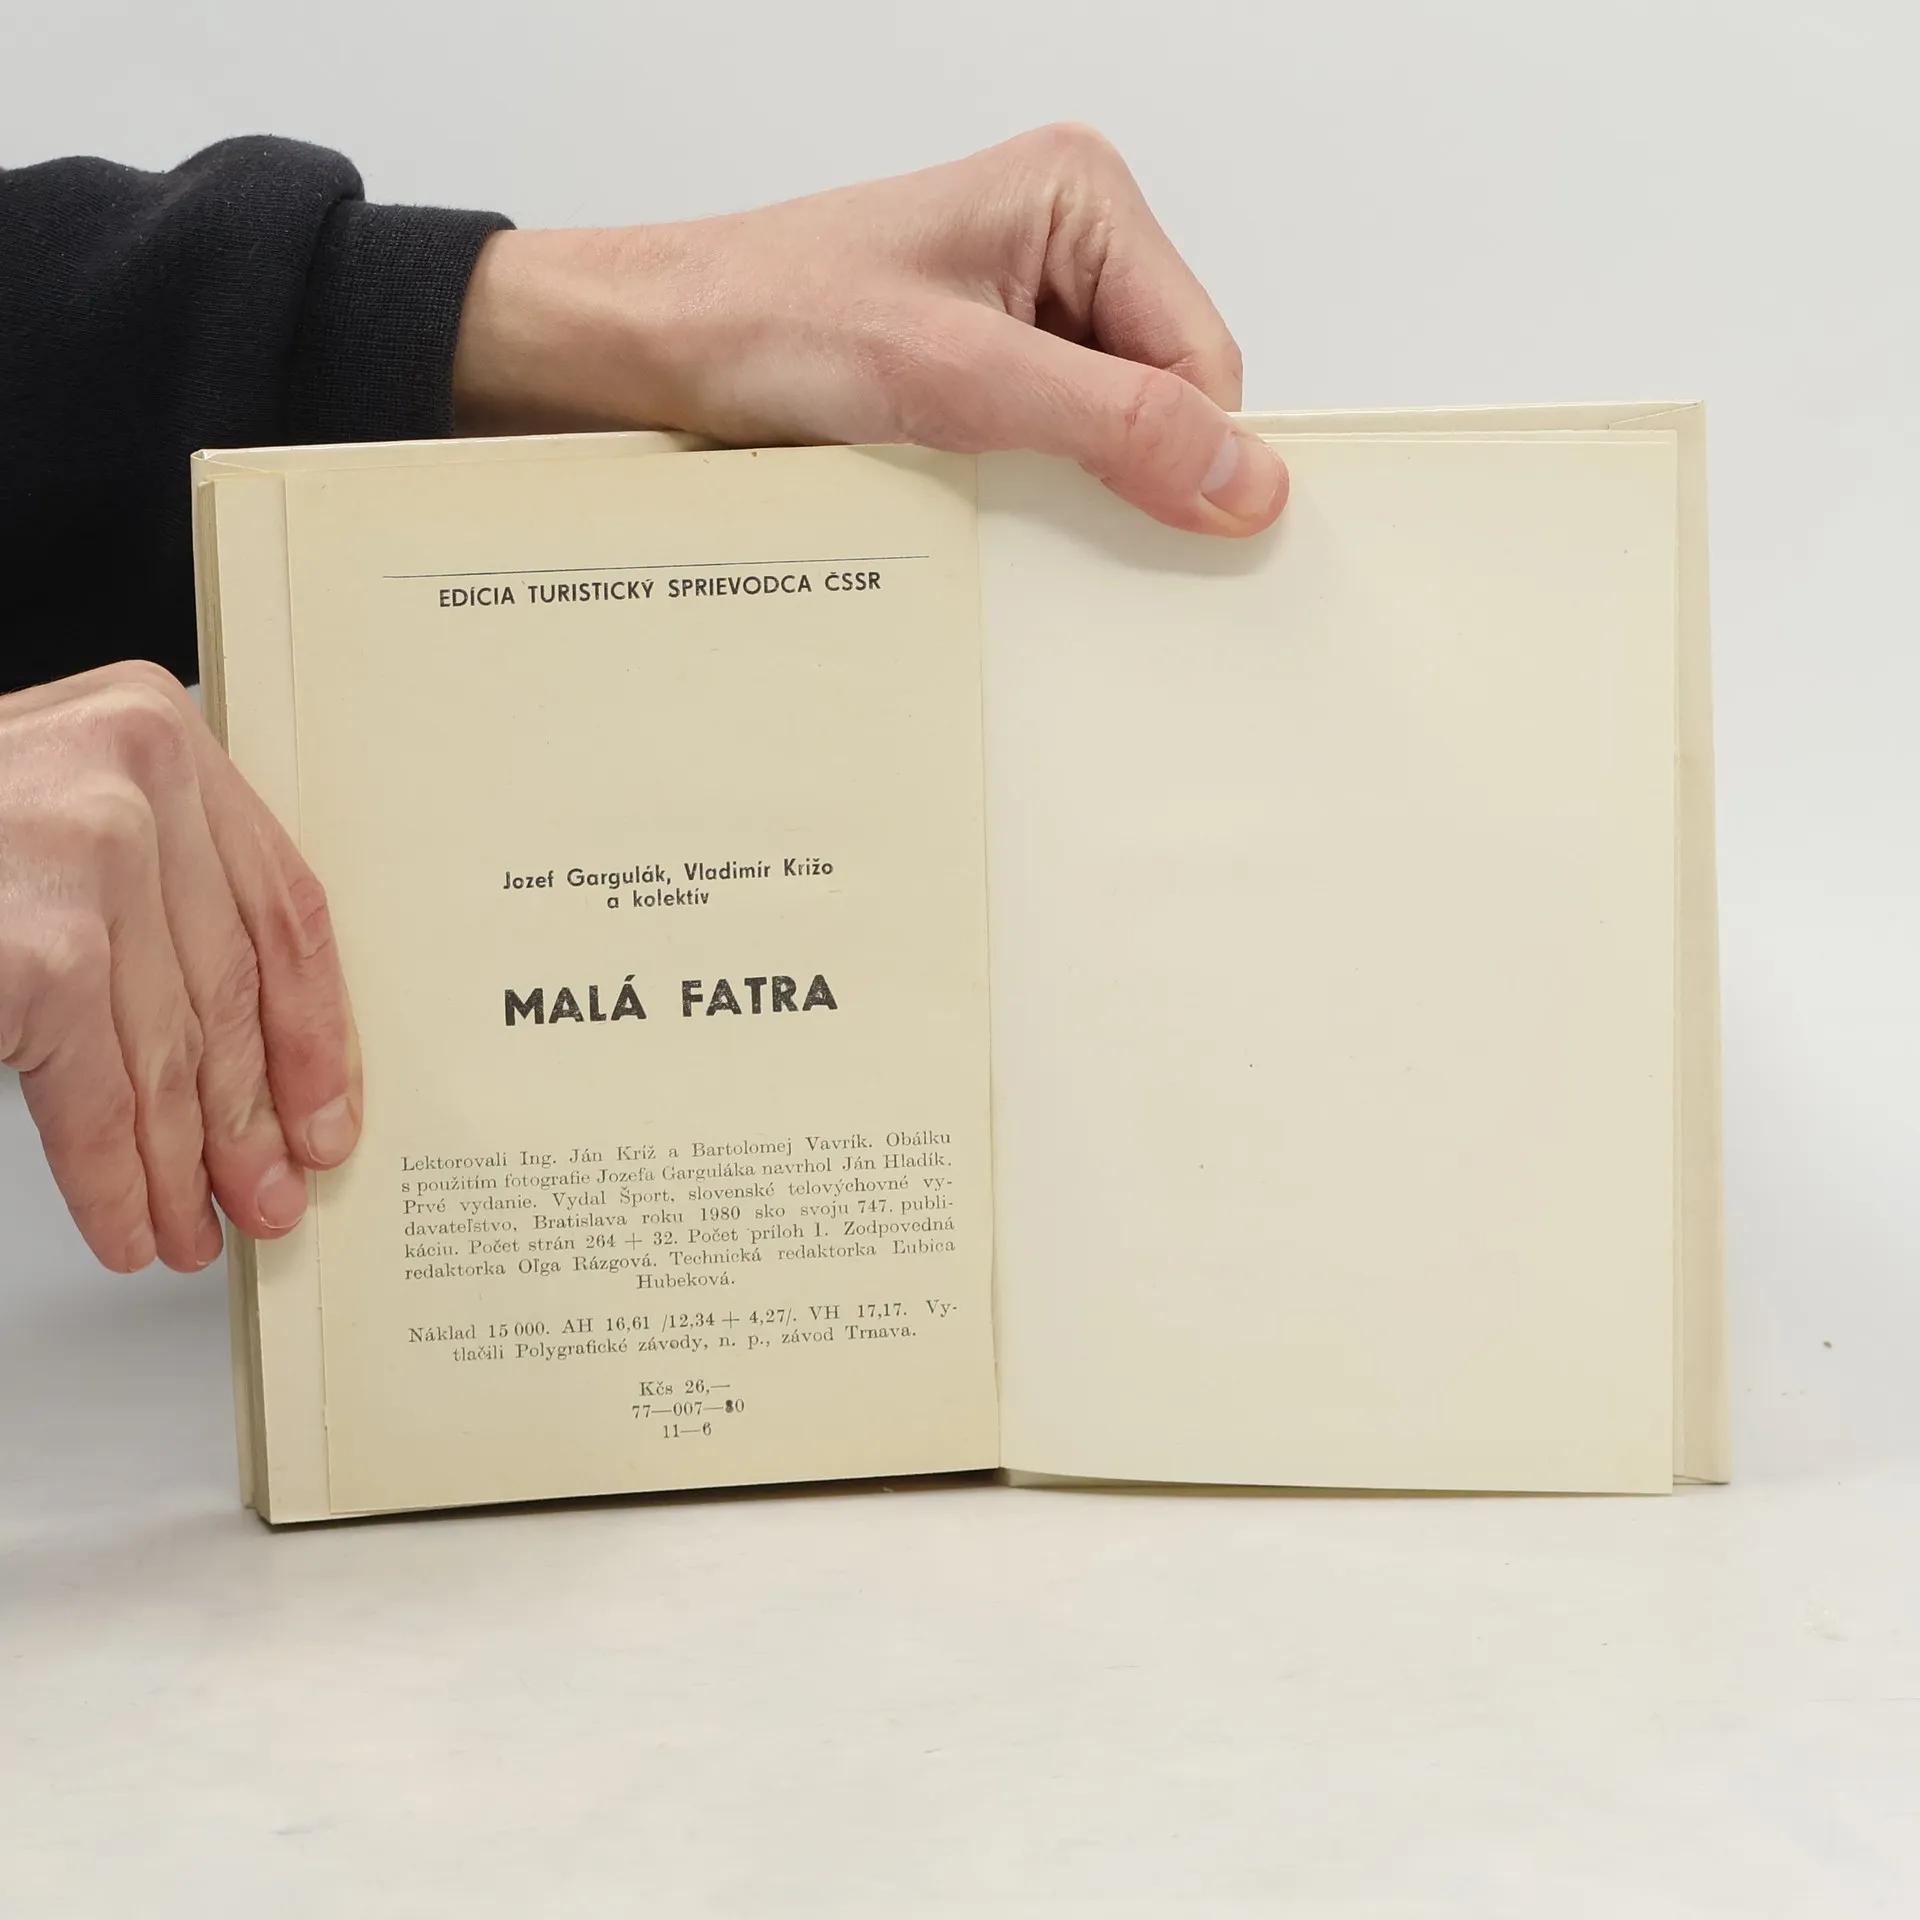 EDÍCIA TURISTICKÝ SPRIEVODCA ČSSR
Jozef Gargulák, Vladimír Križo
a kolektív
MALÁ FATRA
Lektorovali Ing. Ján Kríž a Bartolomej Vavrík. Obálku
s použitím fotografie Jozefa Garguláka navrhol Ján Hladík.
Prvé vydanie. Vydal Šport, slovenské telovýchovné vy-
davateľstvo, Bratislava roku 1980 sko svoju 747. publi-
káciu. Počet strán 264 + 32. Počet príloh 1. Zodpovedná
redaktorka Oľga Rázgová. Technická redaktorka Ľubica
Hubeková.
Náklad 15 000. AH 16,61 /12,34 + 4,27/. VH 17,17. Vy-
tlačili Polygrafické závody, n. p., závod Trnava.
Kčs 26,—
77—007—80
11—6